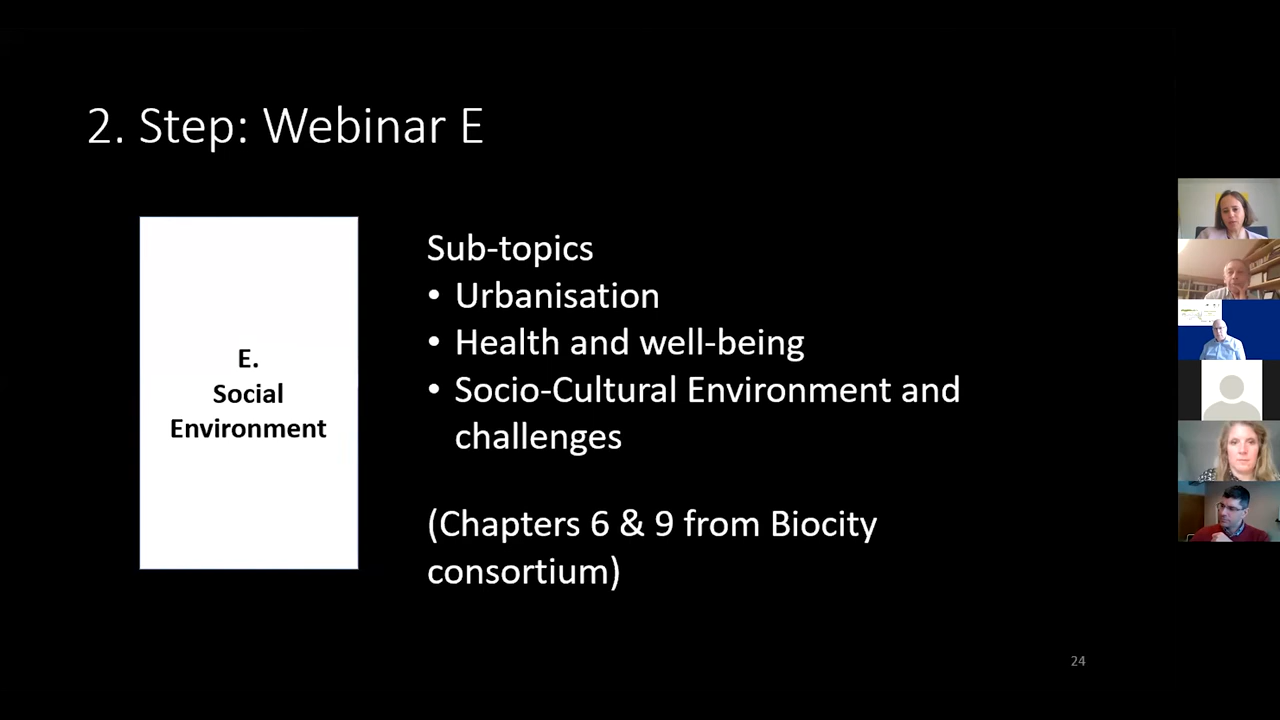 2. Step: Webinar E
E.
Social
Environment
Sub-topics
• Urbanisation
• Health and well-being
• Socio-Cultural Environment and
challenges
(Chapters 6 & 9 from Biocity
consortium)
24